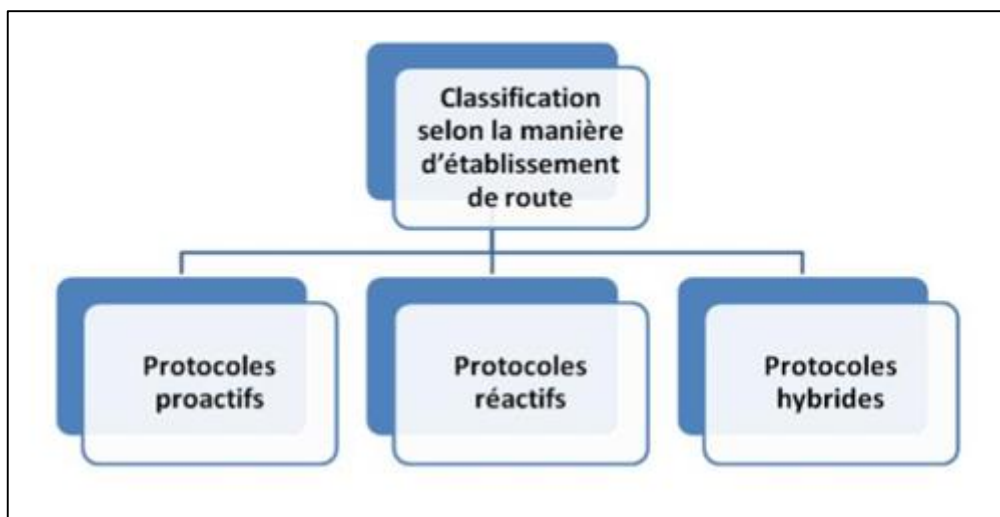 Classification
selon la manière
d'établissement
de route
Protocoles
proactifs
Protocoles
réactifs
Protocoles
hybrides